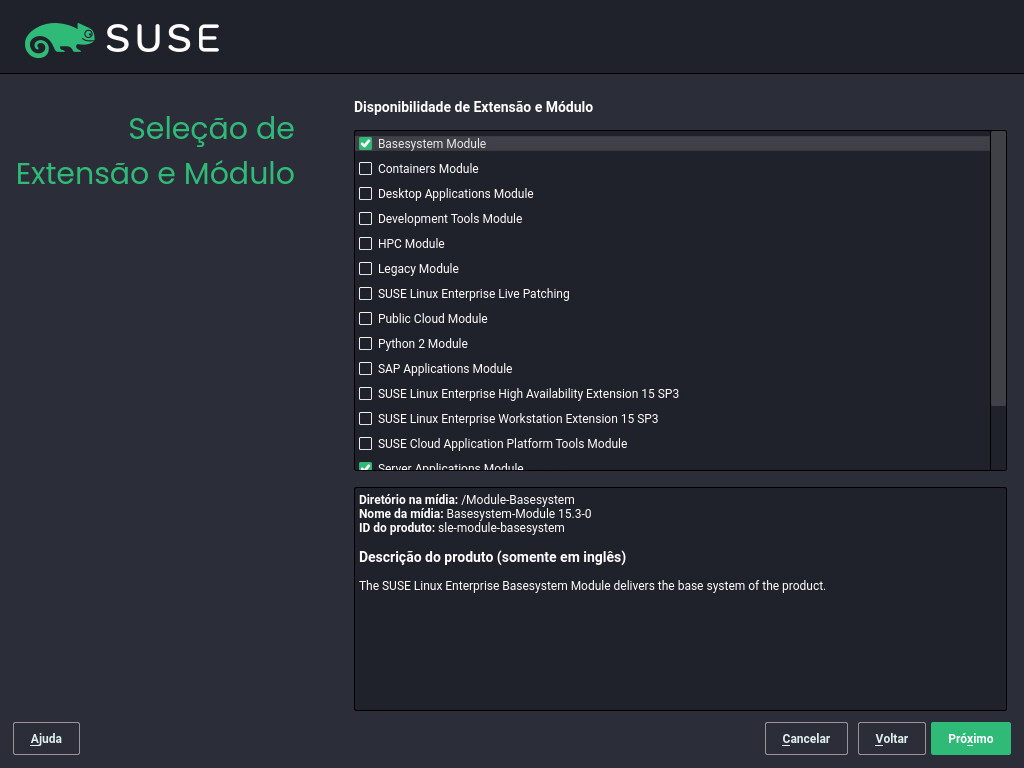 SUSE
Seleção de
Extensão e Módulo
Disponibilidade de Extensão e Módulo
Basesystem Module
Containers Module
Desktop Applications Module
Development Tools Module
HPC Module
Legacy Module
SUSE Linux Enterprise Live Patching
Public Cloud Module
Python 2 Module
SAP Applications Module
SUSE Linux Enterprise High Availability Extension 15 SP3
SUSE Linux Enterprise Workstation Extension 15 SP3
SUSE Cloud Application Platform Tools Module
Server Applications Module
Diretório na mídia: /Module-Basesystem
Nome da mídia: Basesystem-Module 15.3-0
ID do produto: sle-module-basesystem
Descrição do produto (somente em inglês)
The SUSE Linux Enterprise Basesystem Module delivers the base system of the product.
Ajuda
Cancelar
Voltar
Próximo